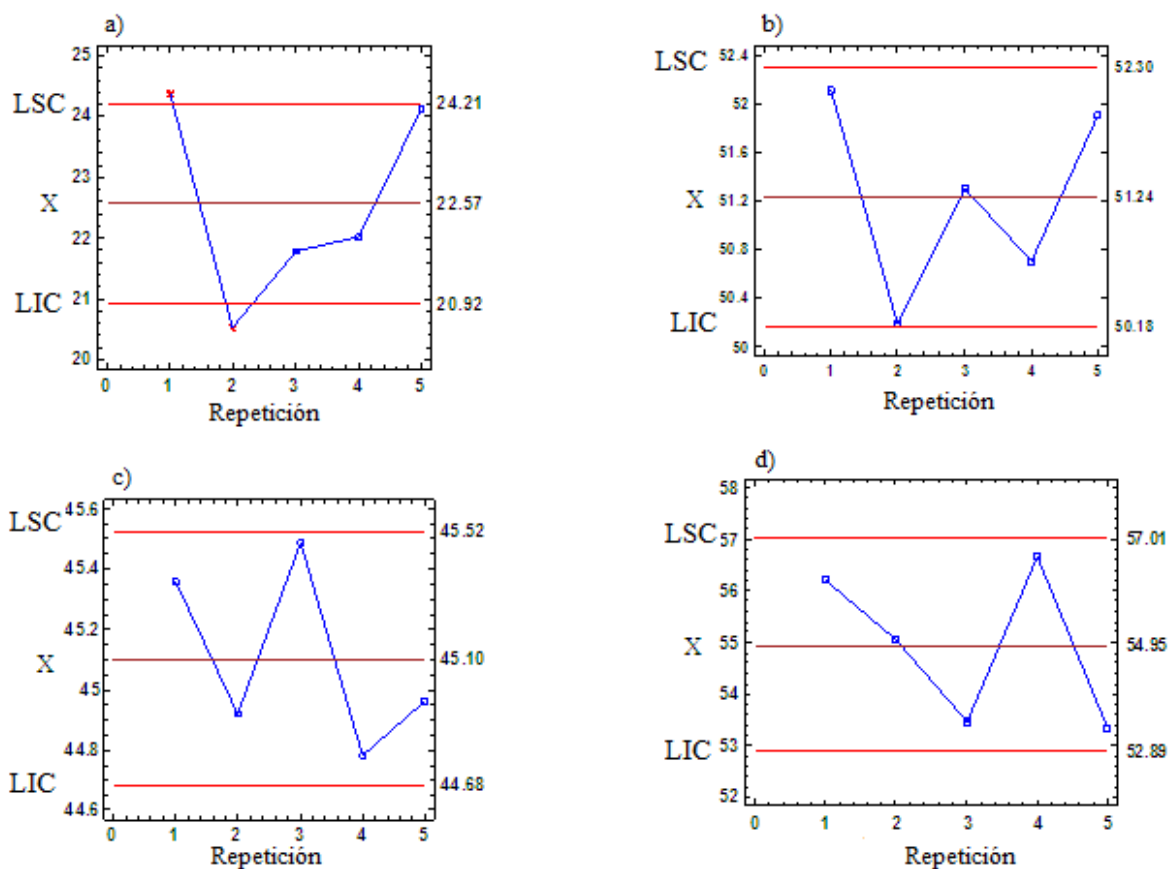 a)
25
LSC
24
24.21
23
X
22.57
22
LIC
21
20.92
20
0 1 2 3 4 5
Repetición
b)
LSC
52.4
52.30
52
51.6
X
51.2
51.24
50.8
50.4
LIC
50.18
50
0 1 2 3 4 5
Repetición
c)
45.6
LSC
45.52
45.4
45.2
X
45.10
45
44.8
LIC
44.68
44.6
0 1 2 3 4 5
Repetición
d)
58
LSC
57
57.01
56
X
55
54.95
54
53
LIC
52.89
52
0 1 2 3 4 5
Repetición